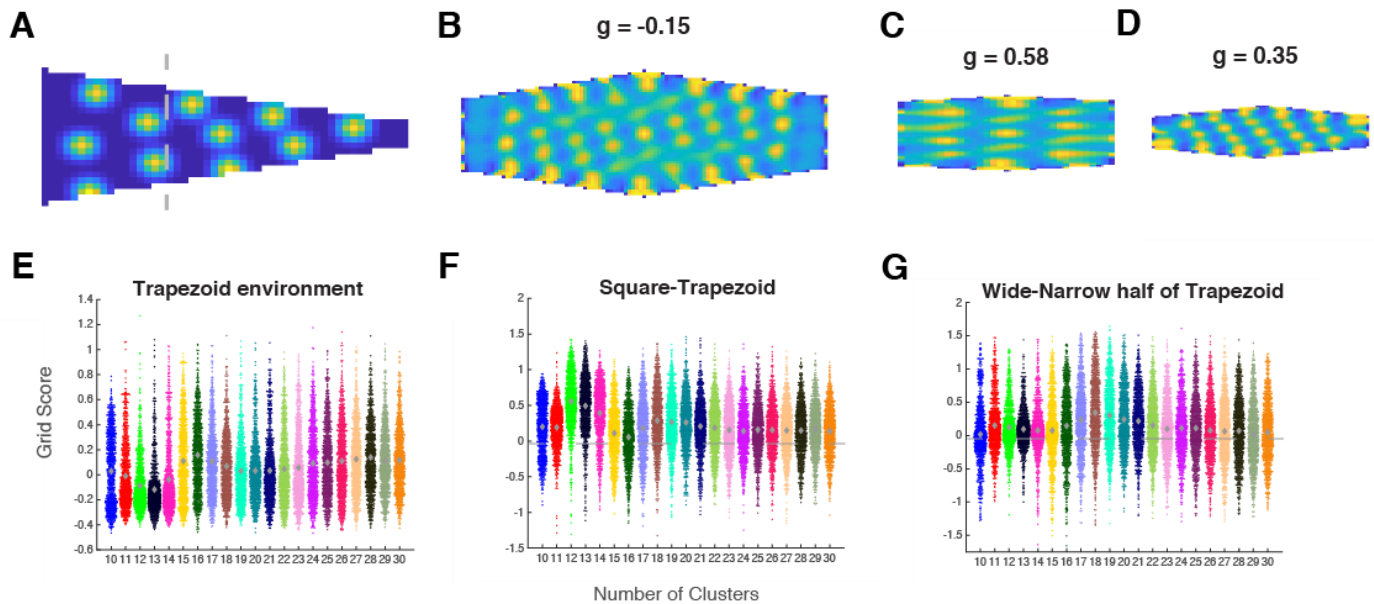 A
B
g = -0.15
C
g = 0.58
D
g = 0.35
E
Trapezoid environment
Grid Score
1.4
1.2
1
0.8
0.6
0.4
0.2
0
-0.2
-0.4
-0.6
10 11 12 13 14 15 16 17 18 19 20 21 22 23 24 25 26 27 28 29 30
F
Square-Trapezoid
2
1.5
1
0.5
0
-0.5
-1
-1.5
10 11 12 13 14 15 16 17 18 19 20 21 22 23 24 25 26 27 28 29 30
Number of Clusters
G
Wide-Narrow half of Trapezoid
2
1.5
1
0.5
0
-0.5
-1
-1.5
10 11 12 13 14 15 16 17 18 19 20 21 22 23 24 25 26 27 28 29 30